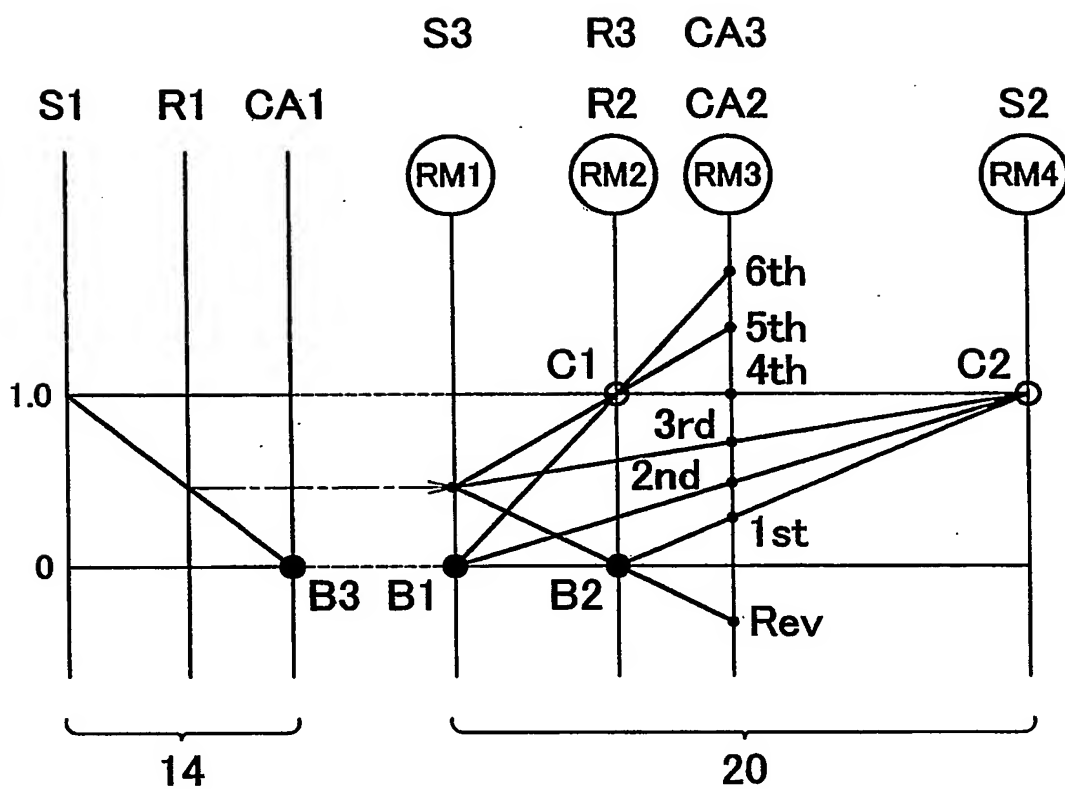 S3 R3 CA3
S1 R1 CA1 R2 CA2 S2
RM1 RM2 RM3 RM4
6th
5th
C1 4th C2
1.0
3rd
2nd
1st
0
B3 B1 B2
Rev
14 20